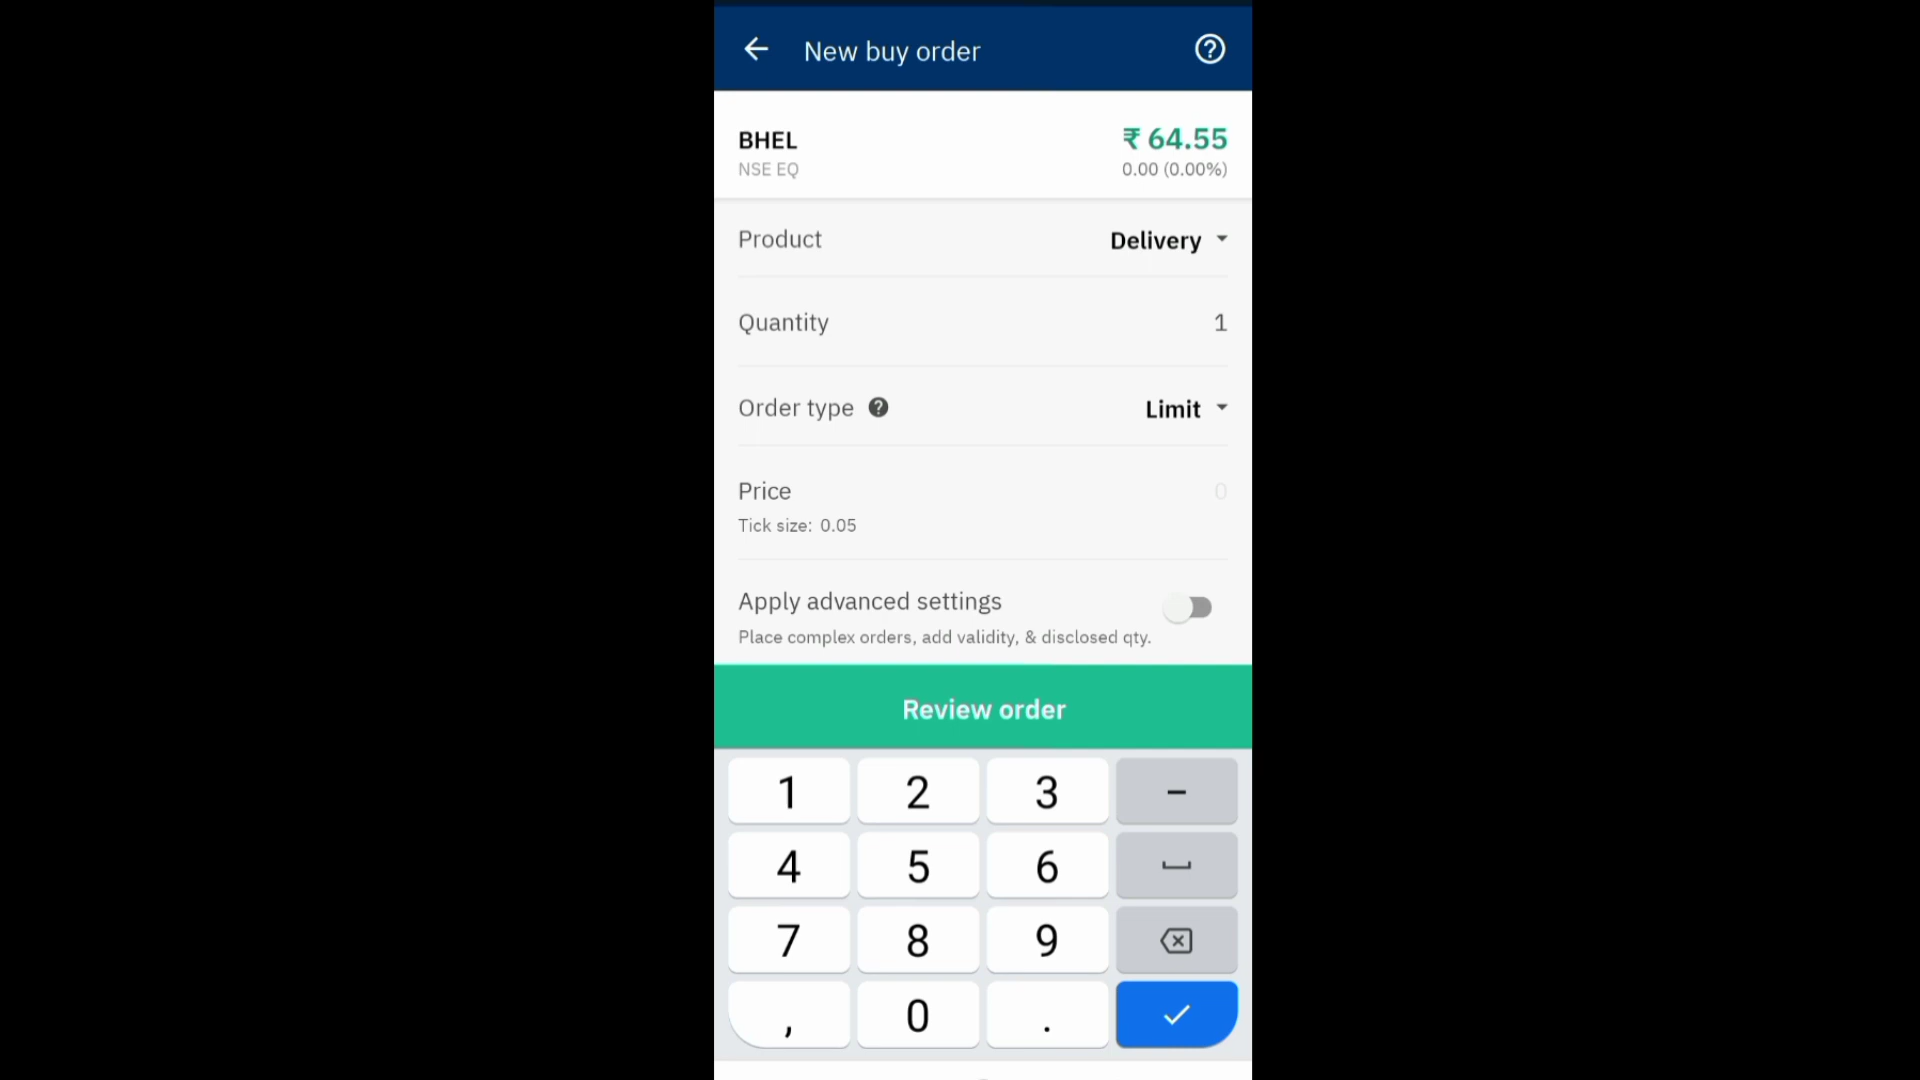 New buy order
BHEL
₹ 64.55
NSE EQ
0.00 (0.00%)
Product
Delivery
Quantity
1
Order type
Limit
Price
0
Tick size: 0.05
Apply advanced settings
Place complex orders, add validity, & disclosed qty.
Review order
1 2 3 –
4 5 6
7 8 9
, 0 .